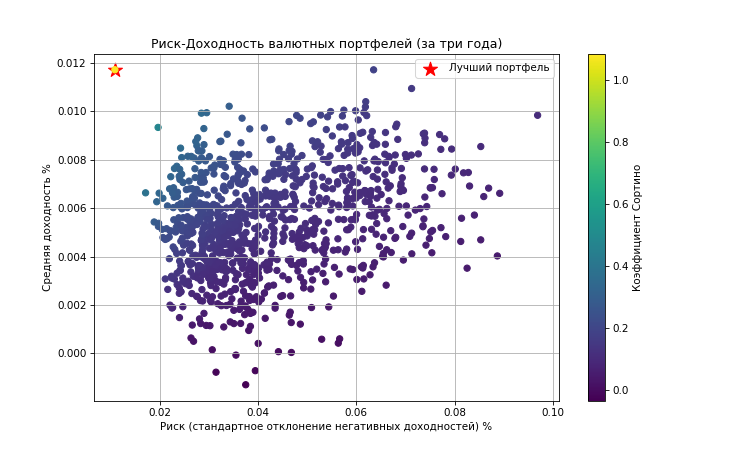 Риск-Доходность валютных портфелей (за три года)
Лучший портфель
Средняя доходность %
0.012
0.010
0.008
0.006
0.004
0.002
0.000
0.02 0.04 0.06 0.08 0.10
Риск (стандартное отклонение негативных доходностей) %
1.0
0.8
0.6
0.4
0.2
0.0
Коэффициент Сортино